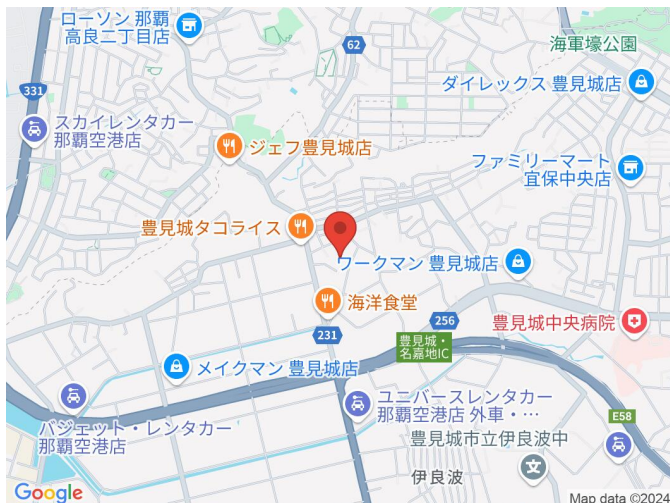 ローソン 那覇
高良二丁目店
62
海軍壕公園
ダイレックス 豊見城店
331
スカイレンタカー
那覇空港店
ジェフ豊見城店
ファミリーマート
宜保中央店
豊見城タコライス
ワークマン 豊見城店
海洋食堂
256
豊見城中央病院
231
豊見城・
名嘉地IC
メイクマン 豊見城店
ユニバースレンタカー
那覇空港店 外車・…
バジェット・レンタカー
那覇空港店
E58
豊見城市立伊良波中
伊良波
Google
Map data ©2024